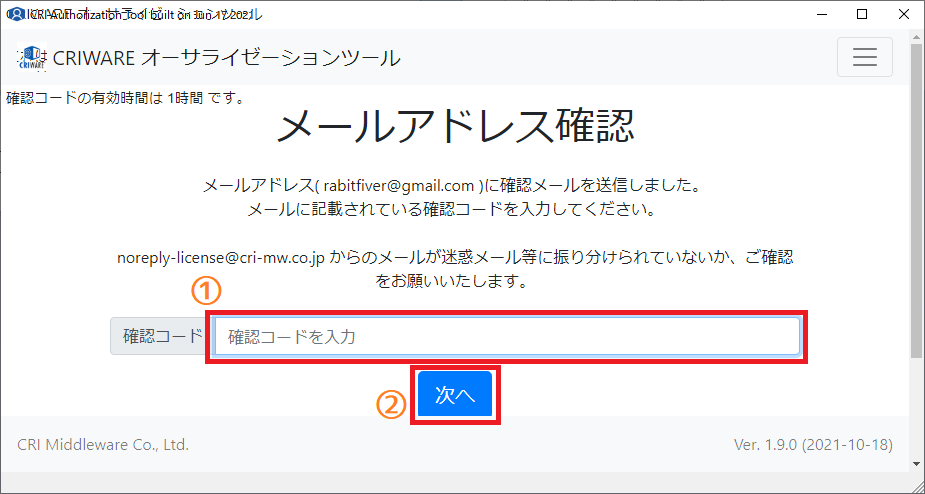 CRI Authorization Tool built on Jun 17 2021
CRIWARE オーサライゼーションツール
確認コードの有効時間は 1時間 です。
メールアドレス確認
メールアドレス( rabitfiver@gmail.com )に確認メールを送信しました。
メールに記載されている確認コードを入力してください。
noreply-license@cri-mw.co.jp からのメールが迷惑メール等に振り分けられていないか、ご確認
をお願いいたします。
①
確認コード 確認コードを入力
② 次へ
CRI Middleware Co., Ltd. Ver. 1.9.0 (2021-10-18)